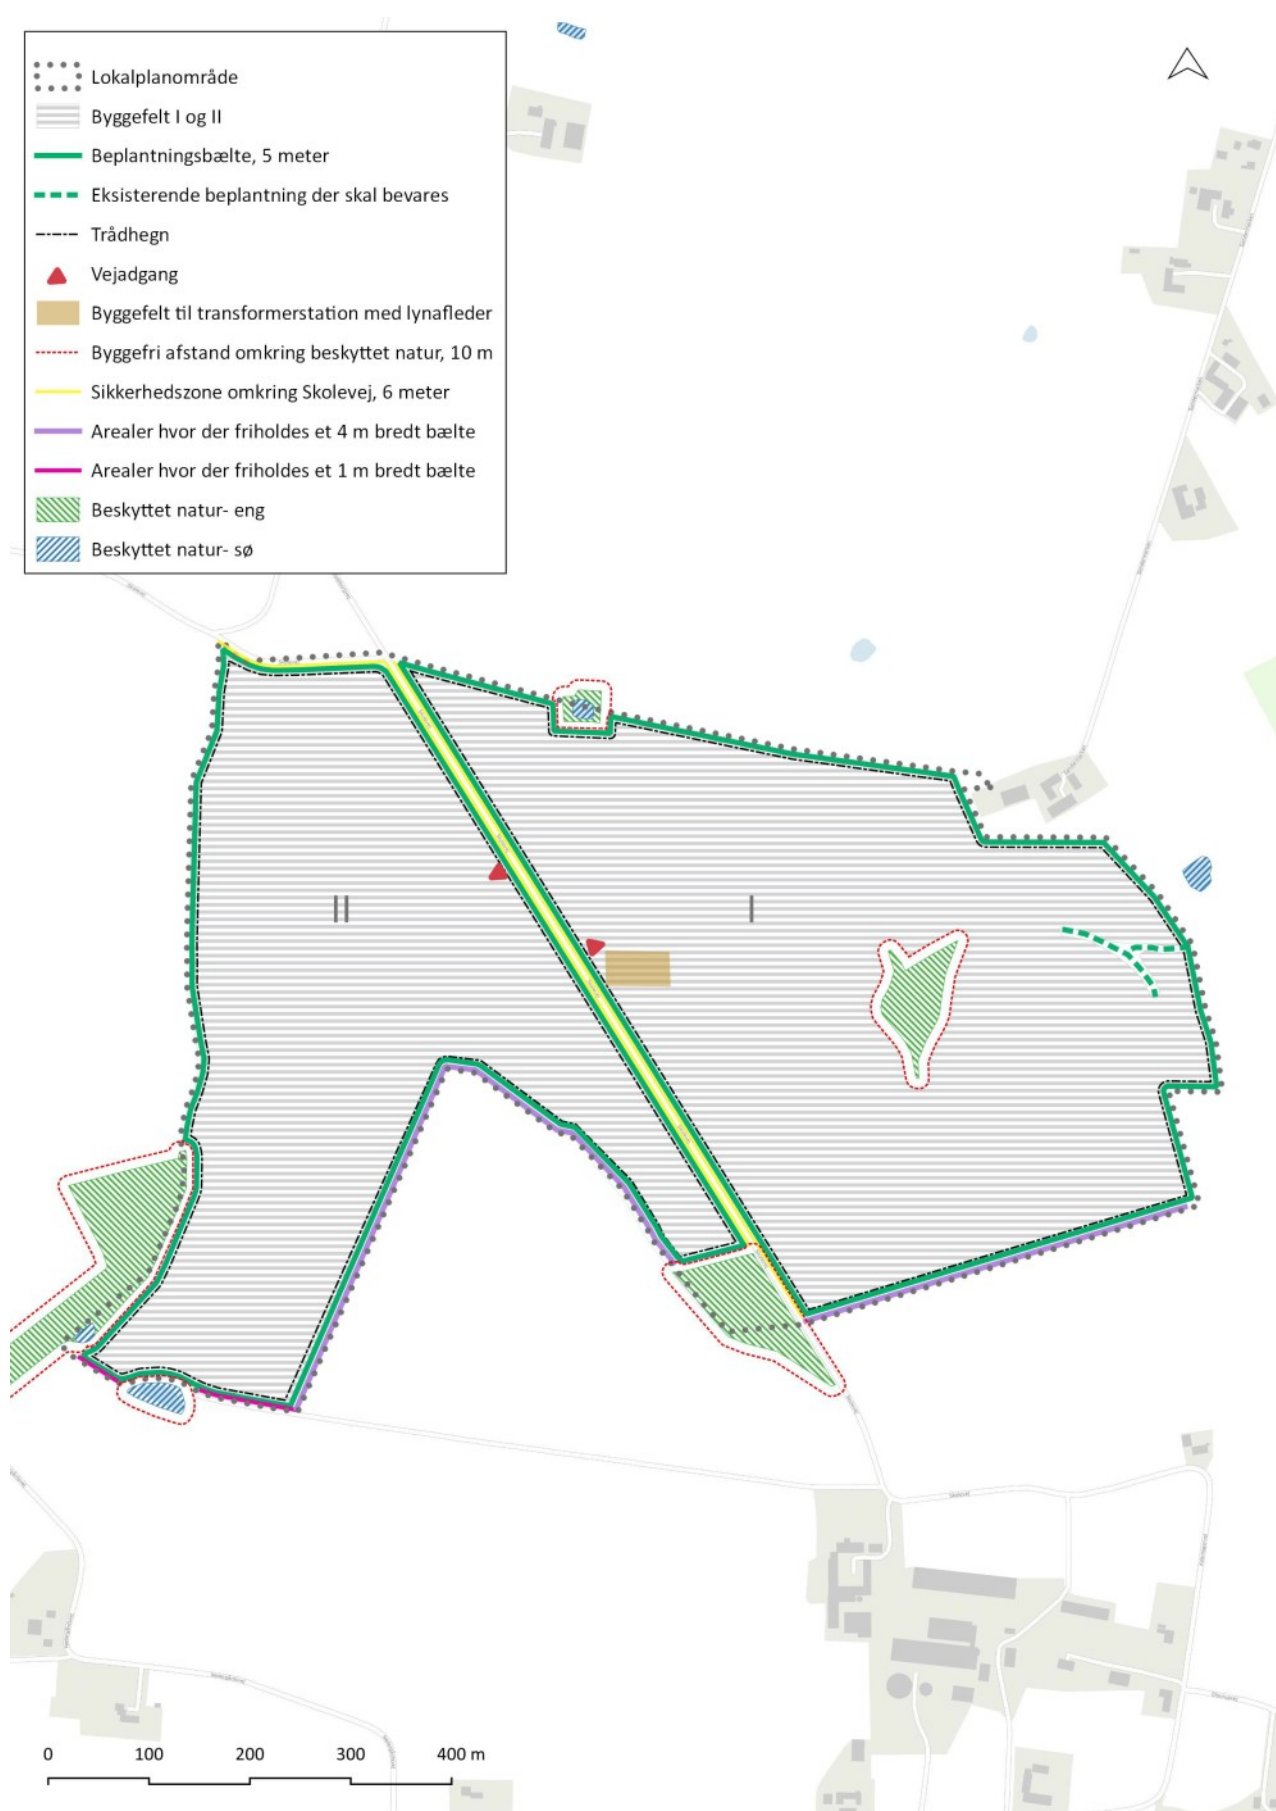 Lokalplanområde
Byggefelt I og II
Beplantningsbælte, 5 meter
Eksisterende beplantning der skal bevares
Trådhegn
Vejadgang
Byggefelt til transformerstation med lynafleder
Byggefri afstand omkring beskyttet natur, 10 m
Sikkerhedszone omkring Skolevej, 6 meter
Arealer hvor der friholdes et 4 m bredt bælte
Arealer hvor der friholdes et 1 m bredt bælte
Beskyttet natur- eng
Beskyttet natur- sø
II
I
0 100 200 300 400 m